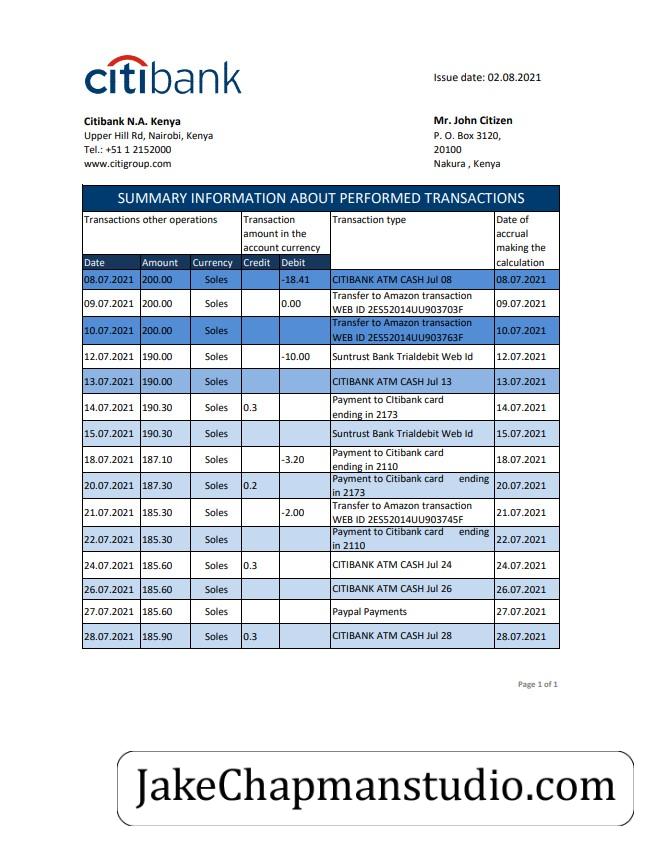 citibank
Issue date: 02.08.2021
Citibank N.A. Kenya
Upper Hill Rd, Nairobi, Kenya
Tel.: +51 1 2152000
www.citigroup.com
Mr. John Citizen
P. O. Box 3120,
20100
Nakura , Kenya
SUMMARY INFORMATION ABOUT PERFORMED TRANSACTIONS
Transactions other operations
Transaction
amount in the
account currency
Transaction type
Date of
accrual
making the
calculation
Date Amount Currency Credit Debit
08.07.2021 200.00 Soles -18.41 CITIBANK ATM CASH Jul 08 08.07.2021
09.07.2021 200.00 Soles 0.00 Transfer to Amazon transaction
WEB ID 2ES52014UU903703F 09.07.2021
10.07.2021 200.00 Soles Transfer to Amazon transaction
WEB ID 2ES52014UU903763F 10.07.2021
12.07.2021 190.00 Soles -10.00 Suntrust Bank Trialdebit Web Id 12.07.2021
13.07.2021 190.00 Soles CITIBANK ATM CASH Jul 13 13.07.2021
14.07.2021 190.30 Soles 0.3 Payment to CItibank card
ending in 2173 14.07.2021
15.07.2021 190.30 Soles Suntrust Bank Trialdebit Web Id 15.07.2021
18.07.2021 187.10 Soles -3.20 Payment to Citibank card
ending in 2110 18.07.2021
20.07.2021 187.30 Soles 0.2 Payment to Citibank card ending
in 2173 20.07.2021
21.07.2021 185.30 Soles -2.00 Transfer to Amazon transaction
WEB ID 2ES52014UU903745F 21.07.2021
22.07.2021 185.30 Soles Payment to Citibank card ending
in 2110 22.07.2021
24.07.2021 185.60 Soles 0.3 CITIBANK ATM CASH Jul 24 24.07.2021
26.07.2021 185.60 Soles CITIBANK ATM CASH Jul 26 26.07.2021
27.07.2021 185.60 Soles Paypal Payments 27.07.2021
28.07.2021 185.90 Soles 0.3 CITIBANK ATM CASH Jul 28 28.07.2021
Page 1 of 1
JakeChapmanstudio.com